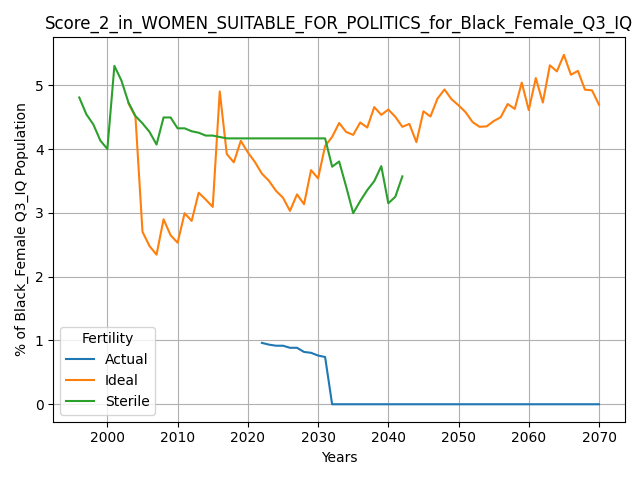 Score_2_in_WOMEN_SUITABLE_FOR_POLITICS_for_Black_Female_Q3_IQ
% of Black_Female Q3_IQ Population
5
4
3
2
1
0
Fertility
Actual
Ideal
Sterile
2000 2010 2020 2030 2040 2050 2060 2070
Years